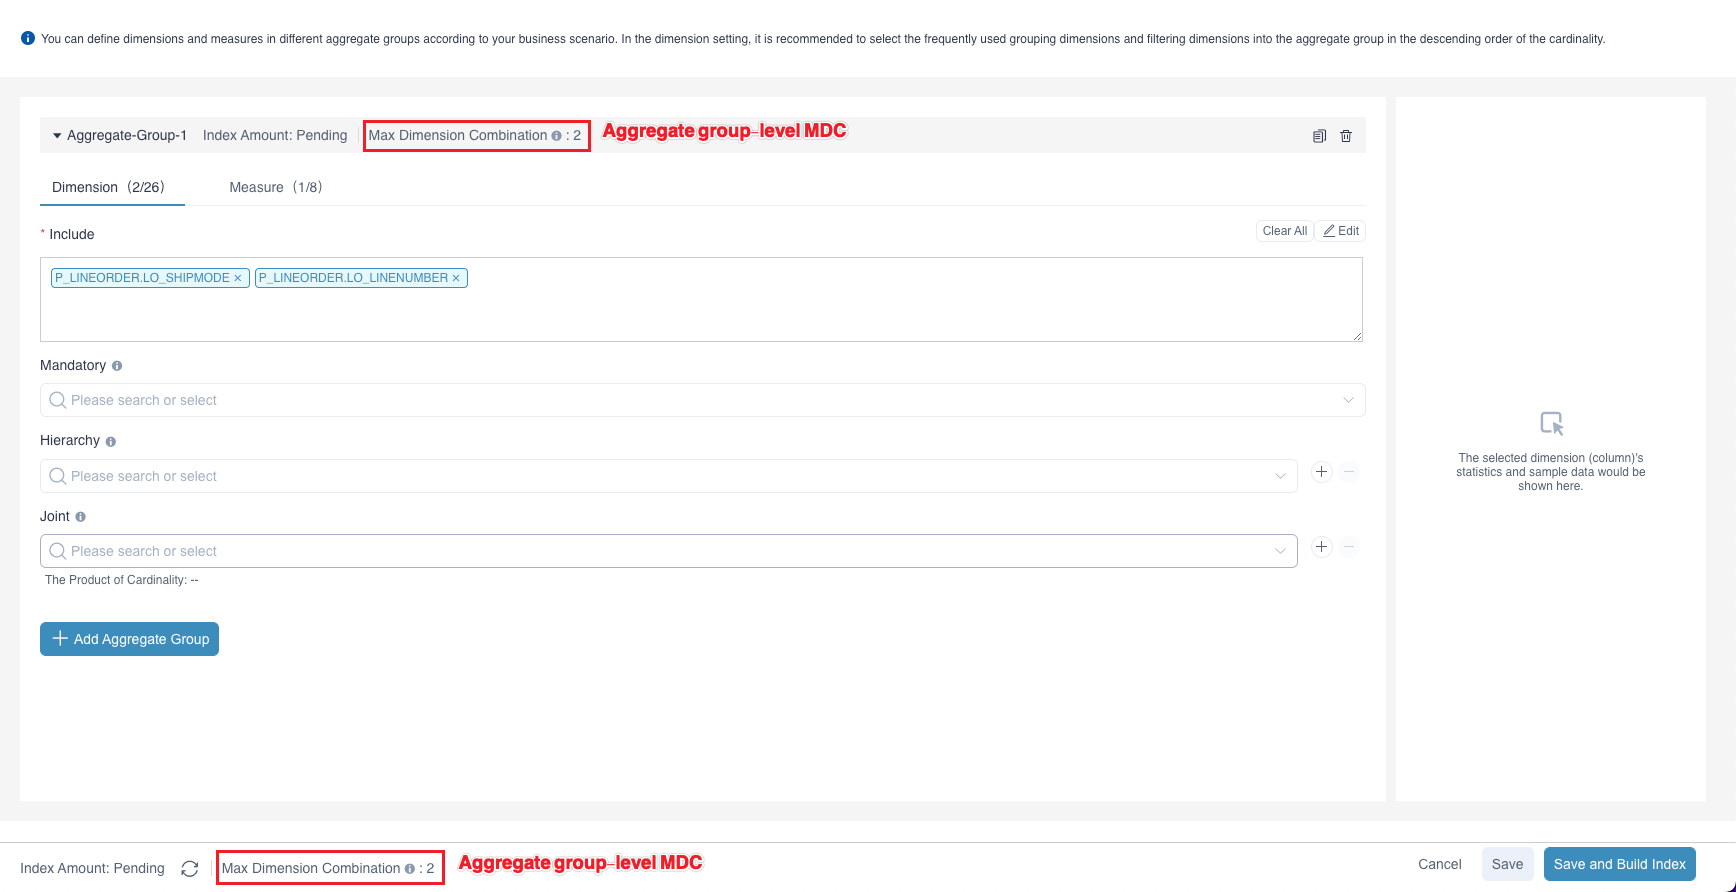 You can define dimensions and measures in different aggregate groups according to your business scenario. In the dimension setting, it is recommended to select the frequently used grouping dimensions and filtering dimensions into the aggregate group in the descending order of the cardinality.
Aggregate-Group-1 Index Amount: Pending Max Dimension Combination : 2 Aggregate group-level MDC
Dimension (2/26) Measure (1/8)
* Include Clear All Edit
P_LINEORDER.LO_SHIPMODE × P_LINEORDER.LO_LINENUMBER ×
Mandatory
Please search or select
Hierarchy
Please search or select
Joint
Please search or select
The Product of Cardinality: --
Add Aggregate Group
The selected dimension (column)'s
statistics and sample data would be
shown here.
Index Amount: Pending Max Dimension Combination : 2 Aggregate group-level MDC Cancel Save Save and Build Index